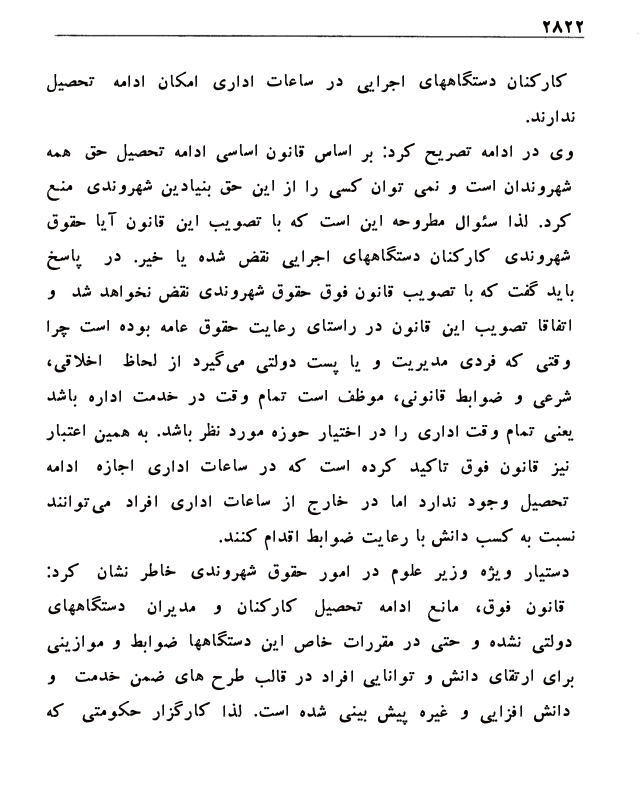 ۲۸۲۲
کارکنان دستگاههای اجرایی در ساعات اداری امکان ادامه تحصیل
ندارند.
وی در ادامه تصریح کرد: بر اساس قانون اساسی ادامه تحصیل حق همه
شهروندان است و نمی توان کسی را از این حق بنیادین شهروندی منع
کرد. لذا سئوال مطروحه این است که با تصویب این قانون آیا حقوق
شهروندی کارکنان دستگاههای اجرایی نقض شده یا خیر. در پاسخ
باید گفت که با تصویب قانون فوق حقوق شهروندی نقض نخواهد شد و
اتفاقا تصویب این قانون در راستای رعایت حقوق عامه بوده است چرا
وقتی که فردی مدیریت و یا پست دولتی می‌گیرد از لحاظ اخلاقی،
شرعی و ضوابط قانونی، موظف است تمام وقت در خدمت اداره باشد
یعنی تمام وقت اداری را در اختیار حوزه مورد نظر باشد. به همین اعتبار
نیز قانون فوق تاکید کرده است که در ساعات اداری اجازه ادامه
تحصیل وجود ندارد اما در خارج از ساعات اداری افراد می‌توانند
نسبت به کسب دانش با رعایت ضوابط اقدام کنند.
دستیار ویژه وزیر علوم در امور حقوق شهروندی خاطر نشان کرد:
قانون فوق، مانع ادامه تحصیل کارکنان و مدیران دستگاههای
دولتی نشده و حتی در مقررات خاص این دستگاهها ضوابط و موازینی
برای ارتقای دانش و توانایی افراد در قالب طرح های ضمن خدمت و
دانش افزایی و غیره پیش بینی شده است. لذا کارگزار حکومتی که